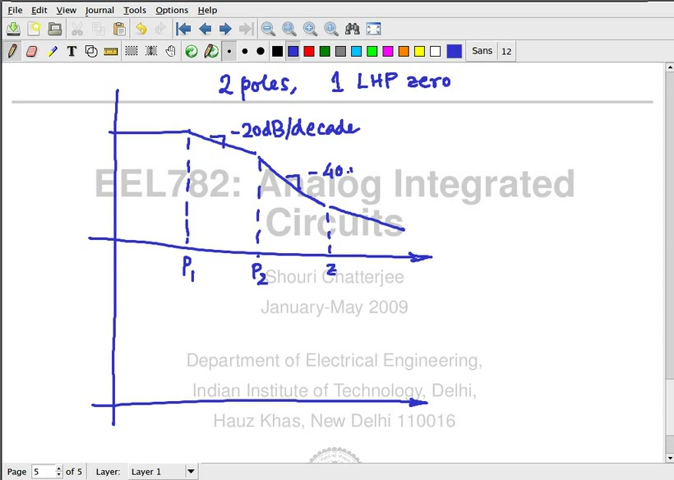 File Edit View Journal Tools Options Help
Sans 12
2 poles, 1 LHP zero
-20dB/decade
-40
EEL782: Analog Integrated
Circuits
P1 P2 z
Shouri Chatterjee
January-May 2009
Department of Electrical Engineering,
Indian Institute of Technology, Delhi,
Hauz Khas, New Delhi 110016
Page 5 of 5 Layer: Layer 1